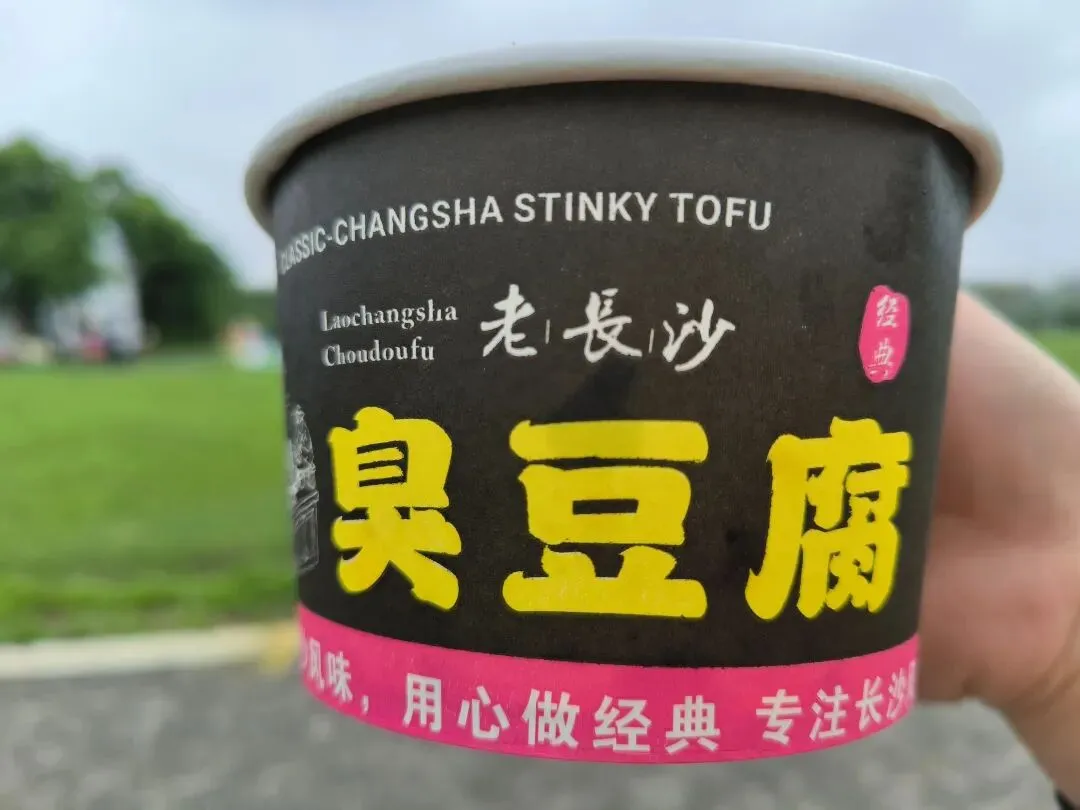 CLASSIC-CHANGSHA STINKY TOFU
Laochangsha
Choudoufu
老長沙
经典
臭豆腐
风味，用心做经典 专注长沙